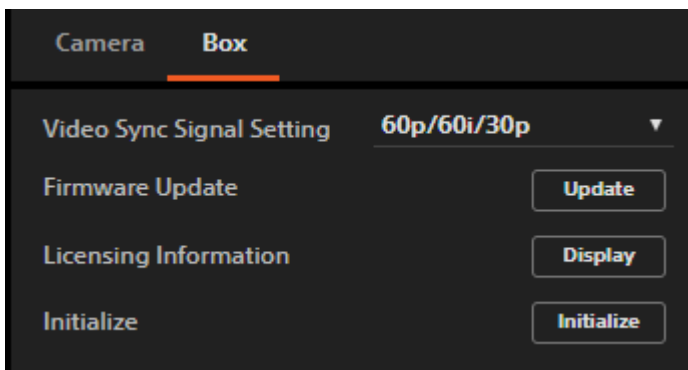 Camera Box
Video Sync Signal Setting 60p/60i/30p ▼
Firmware Update Update
Licensing Information Display
Initialize Initialize